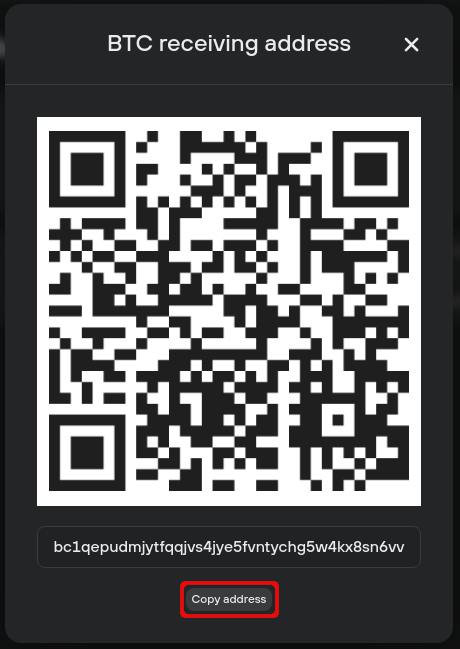 BTC receiving address
bc1qepudmjytfqqjvs4jye5fvntychg5w4kx8sn6vv
Copy address